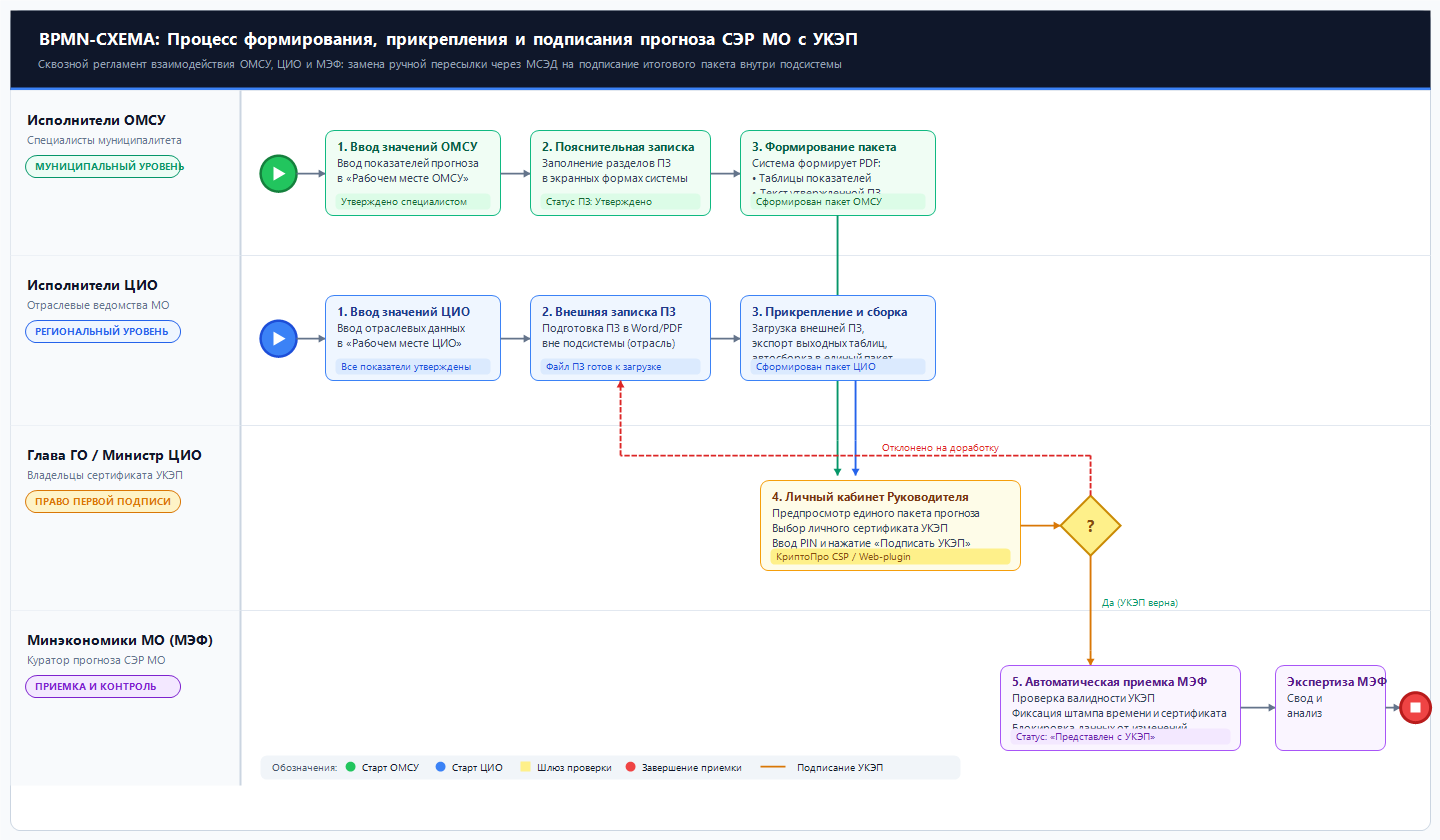 BPMN-СХЕМА: Процесс формирования, прикрепления и подписания прогноза СЭР МО с УКЭП
Сквозной регламент взаимодействия ОМСУ, ЦИО и МЭФ: замена ручной пересылки через МСЭД на подписание итогового пакета внутри подсистемы
Исполнители ОМСУ
Специалисты муниципалитета
МУНИЦИПАЛЬНЫЙ УРОВЕНЬ
1. Ввод значений ОМСУ
Ввод показателей прогноза
в «Рабочем месте ОМСУ»
Утверждено специалистом
2. Пояснительная записка
Заполнение разделов ПЗ
в экранных формах системы
Статус ПЗ: Утверждено
3. Формирование пакета
Система формирует PDF:
• Таблицы показателей
• Текст утвержденной ПЗ
Сформирован пакет ОМСУ
Исполнители ЦИО
Отраслевые ведомства МО
РЕГИОНАЛЬНЫЙ УРОВЕНЬ
1. Ввод значений ЦИО
Ввод отраслевых данных
в «Рабочем месте ЦИО»
Все показатели утверждены
2. Внешняя записка ПЗ
Подготовка ПЗ в Word/PDF
вне подсистемы (отрасль)
Файл ПЗ готов к загрузке
3. Прикрепление и сборка
Загрузка внешней ПЗ,
экспорт выходных таблиц,
автосборка в единый пакет
Сформирован пакет ЦИО
Глава ГО / Министр ЦИО
Владельцы сертификата УКЭП
ПРАВО ПЕРВОЙ ПОДПИСИ
Отклонено на доработку
4. Личный кабинет Руководителя
Предпросмотр единого пакета прогноза
Выбор личного сертификата УКЭП
Ввод PIN и нажатие «Подписать УКЭП»
КриптоПро CSP / Web-plugin
?
Да (УКЭП верна)
Минэкономики МО (МЭФ)
Куратор прогноза СЭР МО
ПРИЕМКА И КОНТРОЛЬ
5. Автоматическая приемка МЭФ
Проверка валидности УКЭП
Фиксация штампа времени и сертификата
Блокировка данных от изменений
Статус: «Представлен с УКЭП»
Экспертиза МЭФ
Свод и
анализ
Обозначения:
Старт ОМСУ
Старт ЦИО
Шлюз проверки
Завершение приемки
Подписание УКЭП